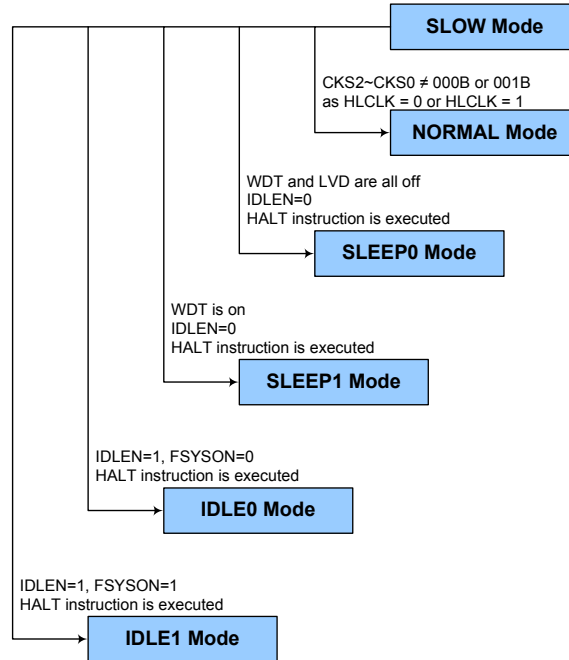 SLOW Mode
CKS2~CKS0 ≠ 000B or 001B
as HLCLK = 0 or HLCLK = 1
NORMAL Mode
WDT and LVD are all off
IDLEN=0
HALT instruction is executed
SLEEP0 Mode
WDT is on
IDLEN=0
HALT instruction is executed
SLEEP1 Mode
IDLEN=1, FSYSON=0
HALT instruction is executed
IDLE0 Mode
IDLEN=1, FSYSON=1
HALT instruction is executed
IDLE1 Mode